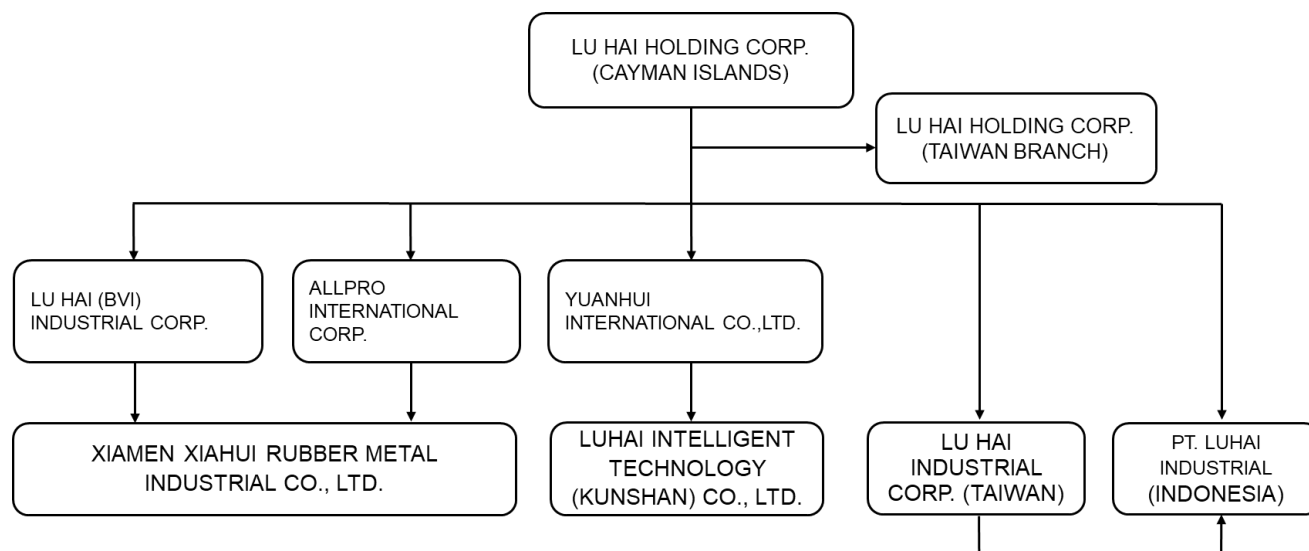 LU HAI HOLDING CORP.
(CAYMAN ISLANDS)
LU HAI HOLDING CORP.
(TAIWAN BRANCH)
LU HAI (BVI)
INDUSTRIAL CORP.
ALLPRO
INTERNATIONAL
CORP.
YUANHUI
INTERNATIONAL CO.,LTD.
XIAMEN XIAHUI RUBBER METAL
INDUSTRIAL CO., LTD.
LUHAI INTELLIGENT
TECHNOLOGY
(KUNSHAN) CO., LTD.
LU HAI
INDUSTRIAL
CORP. (TAIWAN)
PT. LUHAI
INDUSTRIAL
(INDONESIA)